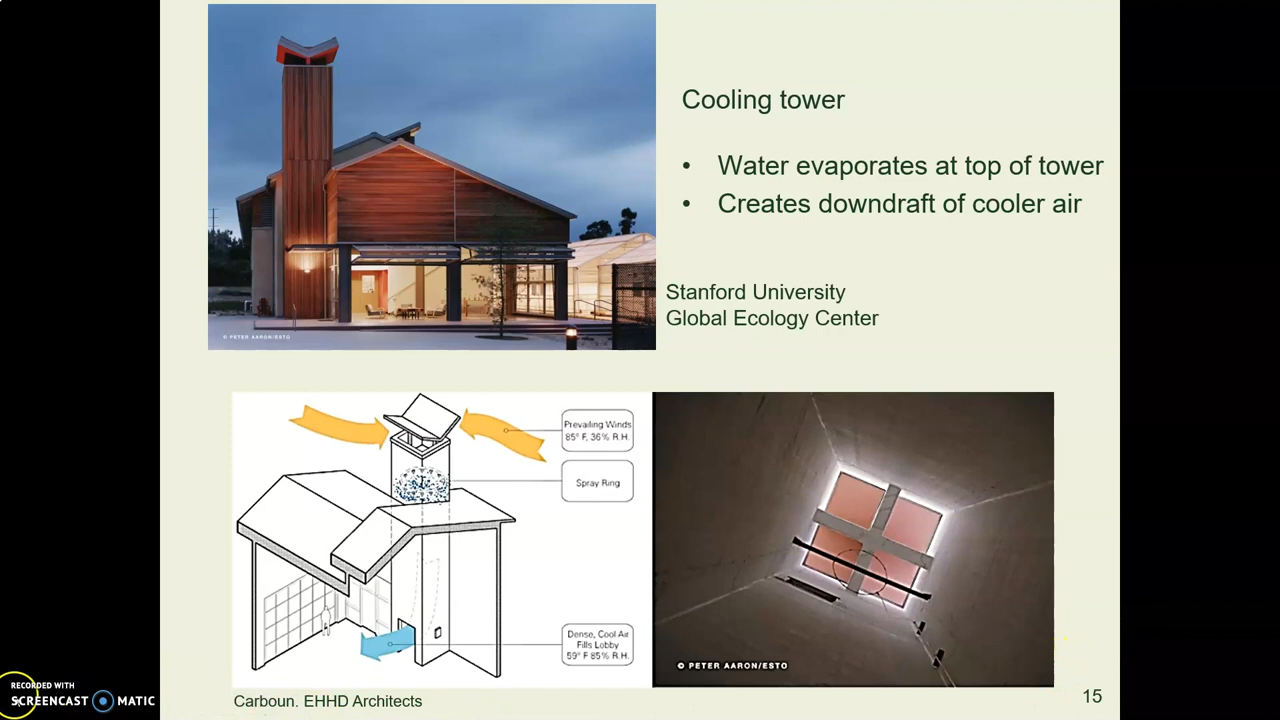 Cooling tower
• Water evaporates at top of tower
• Creates downdraft of cooler air
Stanford University
Global Ecology Center
© PETER AARON/ESTO
Prevailing Winds
85° F, 36% R.H.
Spray Ring
Dense, Cool Air
Fills Lobby
59° F 85% R.H.
© PETER AARON/ESTO
Carboun. EHHD Architects
15
RECORDED WITH
SCREENCAST MATIC